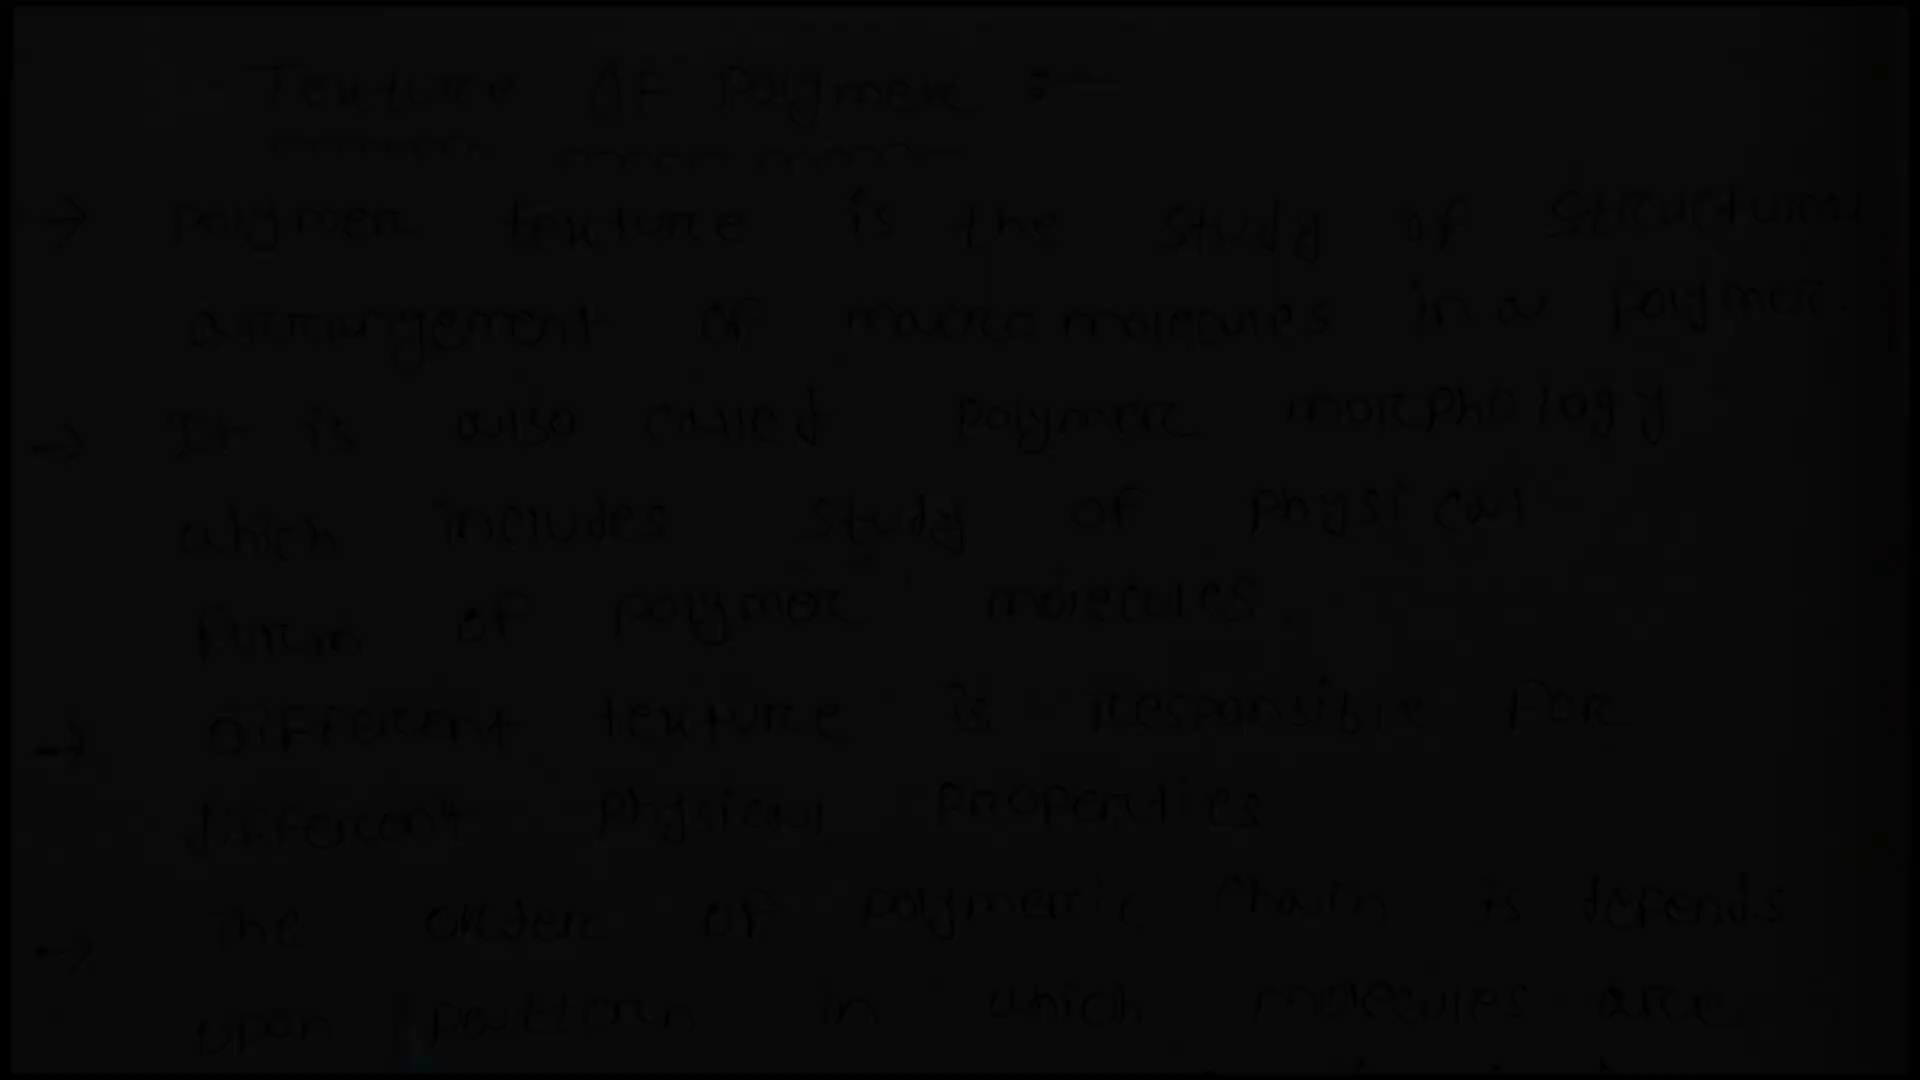 Texture Of Polymer :-
→ polymer texture is the study of structural
arrangement of macro molecules in a polymer.
→ It is also called polymer morphology
which includes study of physical
Form of polymer molecules
→ Different texture is responsible for
different physical properties
→ The order of polymeric chain is depends
upon pattern in which molecules are